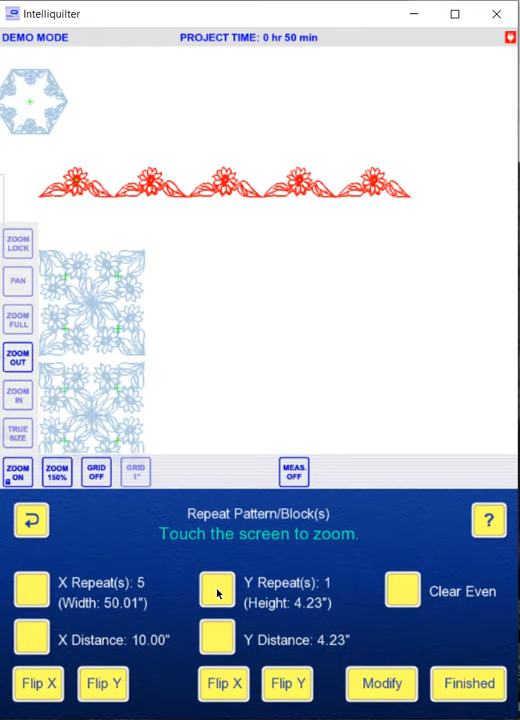 Intelliquilter
DEMO MODE
PROJECT TIME: 0 hr 50 min
ZOOM
LOCK
PAN
ZOOM
FULL
ZOOM
OUT
ZOOM
IN
TRUE
SIZE
ZOOM
ON
ZOOM
150%
GRID
OFF
GRID
1"
MEAS.
OFF
Repeat Pattern/Block(s)
?
Touch the screen to zoom.
X Repeat(s): 5
(Width: 50.01")
Y Repeat(s): 1
(Height: 4.23")
Clear Even
X Distance: 10.00"
Y Distance: 4.23"
Flip X
Flip Y
Flip X
Flip Y
Modify
Finished